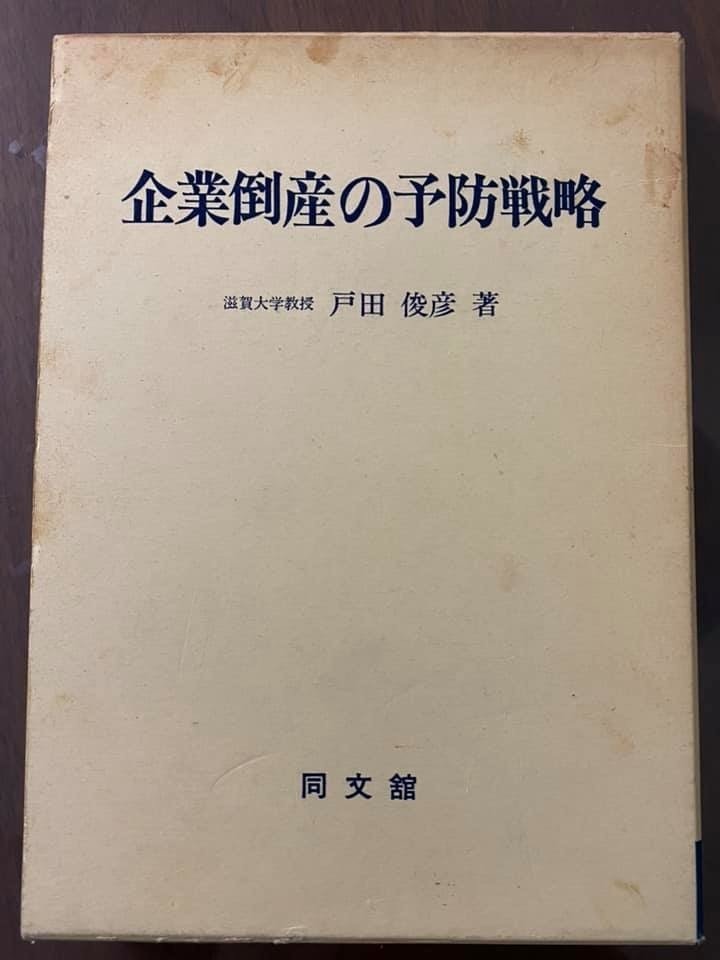 企業倒産の予防戦略
滋賀大学教授 戸田 俊彦 著
同文舘